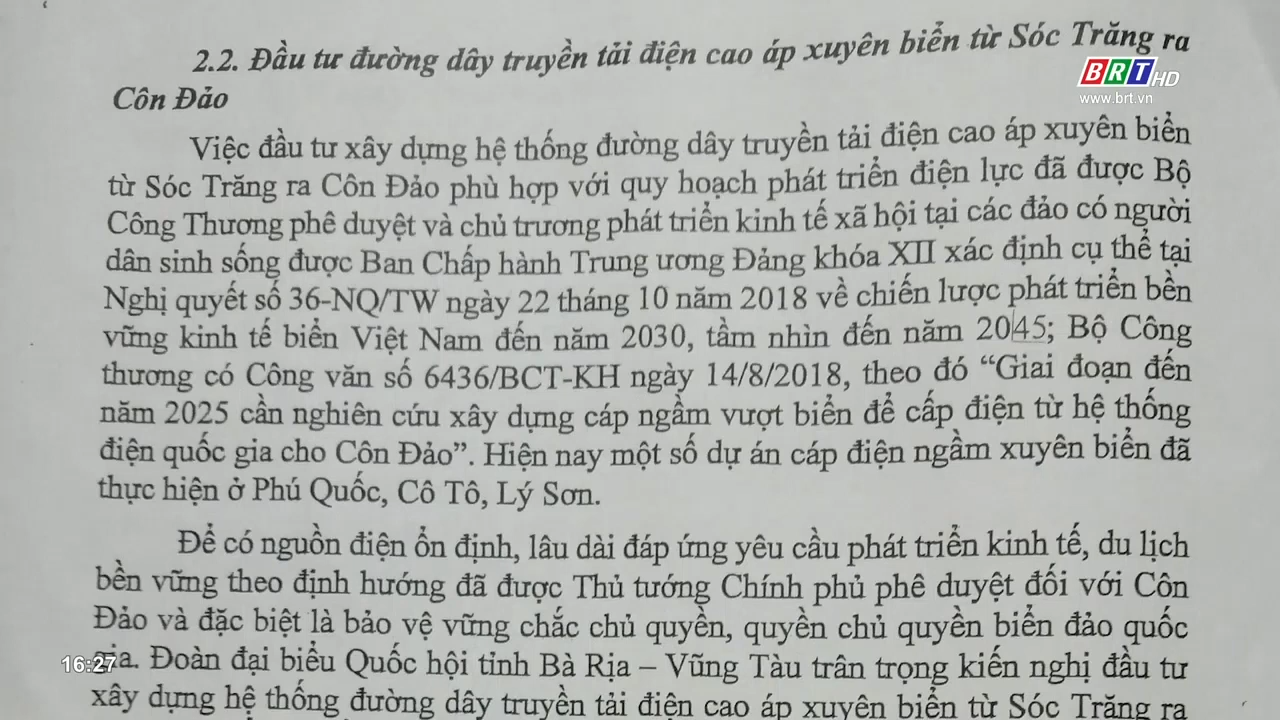 2.2. Đầu tư đường dây truyền tải điện cao áp xuyên biển từ Sóc Trăng ra
Côn Đảo
BRT HD
www.brt.vn
Việc đầu tư xây dựng hệ thống đường dây truyền tải điện cao áp xuyên biển
từ Sóc Trăng ra Côn Đảo phù hợp với quy hoạch phát triển điện lực đã được Bộ
Công Thương phê duyệt và chủ trương phát triển kinh tế xã hội tại các đảo có người
dân sinh sống được Ban Chấp hành Trung ương Đảng khóa XII xác định cụ thể tại
Nghị quyết số 36-NQ/TW ngày 22 tháng 10 năm 2018 về chiến lược phát triển bền
vững kinh tế biển Việt Nam đến năm 2030, tầm nhìn đến năm 2045; Bộ Công
thương có Công văn số 6436/BCT-KH ngày 14/8/2018, theo đó “Giai đoạn đến
năm 2025 cần nghiên cứu xây dựng cáp ngầm vượt biển để cấp điện từ hệ thống
điện quốc gia cho Côn Đảo”. Hiện nay một số dự án cáp điện ngầm xuyên biển đã
thực hiện ở Phú Quốc, Cô Tô, Lý Sơn.
Để có nguồn điện ổn định, lâu dài đáp ứng yêu cầu phát triển kinh tế, du lịch
bền vững theo định hướng đã được Thủ tướng Chính phủ phê duyệt đối với Côn
Đảo và đặc biệt là bảo vệ vững chắc chủ quyền, quyền chủ quyền biển đảo quốc
gia. Đoàn đại biểu Quốc hội tỉnh Bà Rịa – Vũng Tàu trân trọng kiến nghị đầu tư
16:27
xây dựng hệ thống đường dây truyền tải điện cao áp xuyên biển từ Sóc Trăng ra